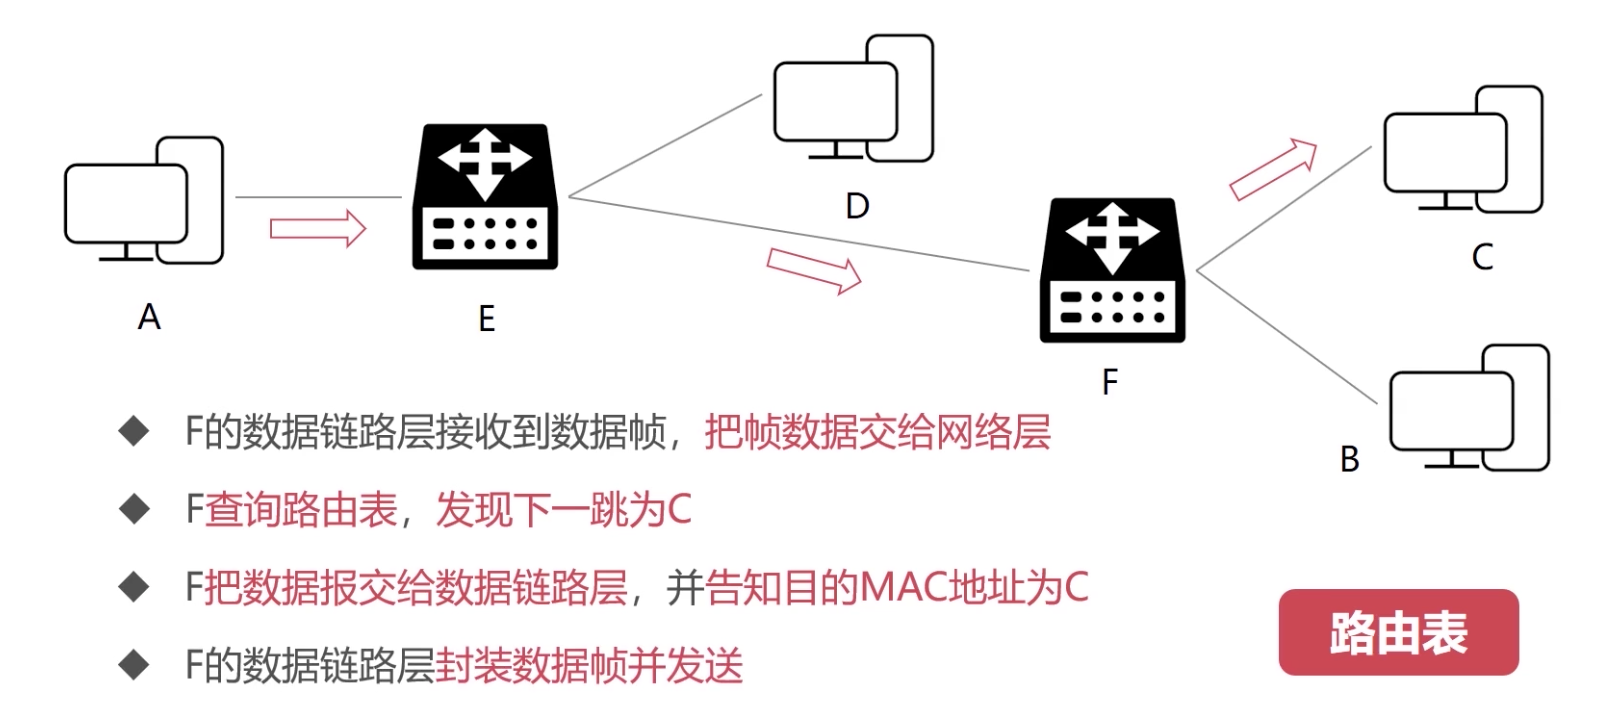 D
C
A
E
F
B
F的数据链路层接收到数据帧，把帧数据交给网络层
F查询路由表，发现下一跳为C
F把数据报交给数据链路层，并告知目的MAC地址为C
F的数据链路层封装数据帧并发送
路由表